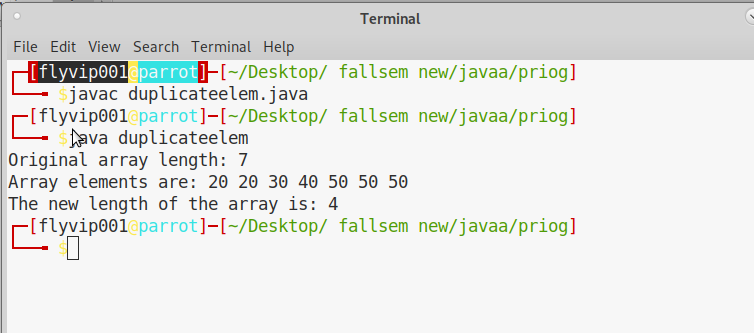 Terminal
File Edit View Search Terminal Help
[flyvip001@parrot]─[~/Desktop/ fallsem new/javaa/priog]
$javac duplicateelem.java
[flyvip001@parrot]─[~/Desktop/ fallsem new/javaa/priog]
$java duplicateelem
Original array length: 7
Array elements are: 20 20 30 40 50 50 50
The new length of the array is: 4
[flyvip001@parrot]─[~/Desktop/ fallsem new/javaa/priog]
$